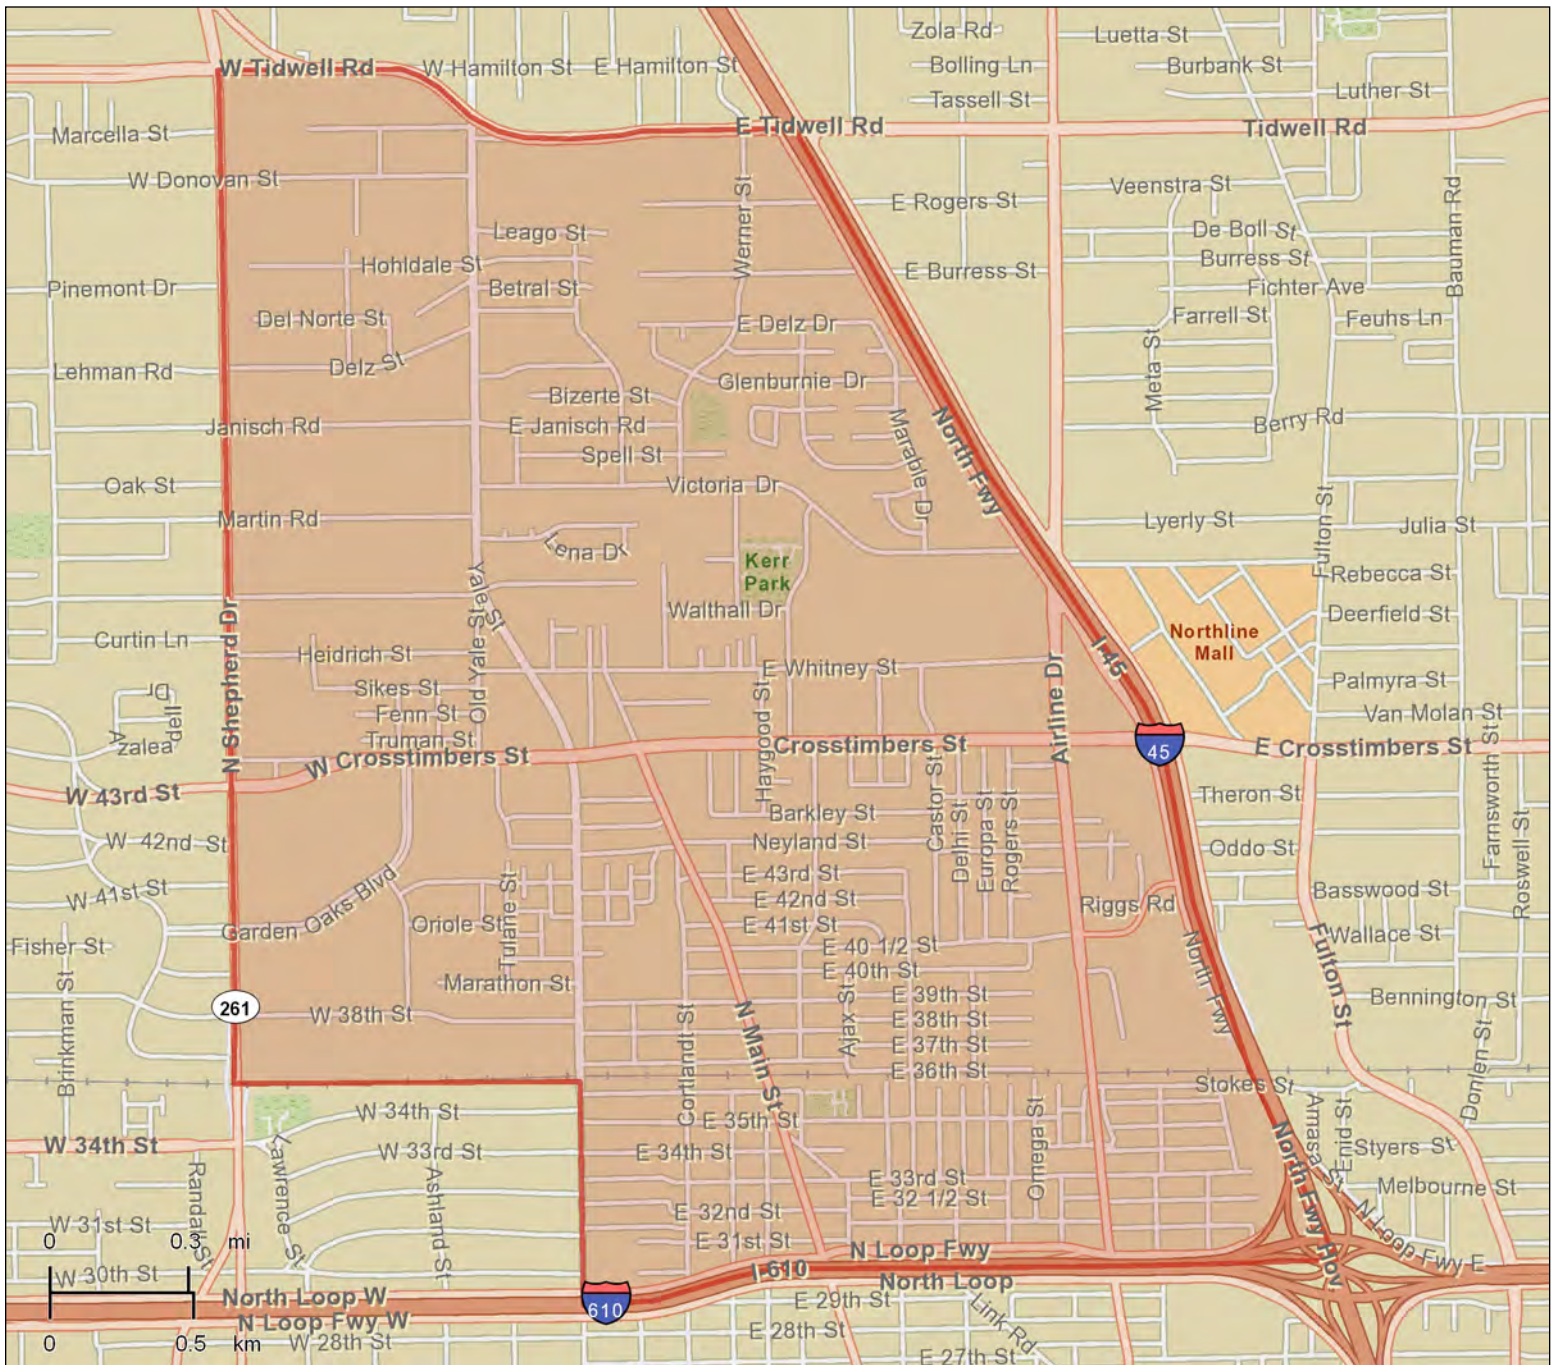 Zola Rd
Luetta St
W Tidwell Rd
W Hamilton St
E Hamilton St
Bolling Ln
Burbank St
Tassell St
Luther St
Marcella St
E Tidwell Rd
Tidwell Rd
W Donovan St
Werner St
E Rogers St
Veenstra St
Bauman Rd
Leago St
De Boll St
Hohldale St
E Burress St
Burress St
Pinemont Dr
Betral St
Fichter Ave
Del Norte St
E Delz Dr
Farrell St
Feuhs Ln
Lehman Rd
Delz St
Glenburnie Dr
Meta St
Bizerte St
Janisch Rd
E Janisch Rd
Marable Dr
North Fwy
Berry Rd
Spell St
Oak St
Victoria Dr
Martin Rd
Lyerly St
Fulton St
Julia St
Lena Dr
Kerr
Park
Rebecca St
Yale St
Old Yale St
Walthall Dr
Deerfield St
N Shepherd Dr
Curtin Ln
Heidrich St
E Whitney St
I 45
Northline
Mall
Sikes St
Palmyra St
Azalea
dell
Dr
Fenn St
Haygood St
Airline Dr
Van Molan St
Truman St
W Crosstimbers St
Crosstimbers St
45
E Crosstimbers St
W 43rd St
Theron St
Farnsworth St
Roswell St
Barkley St
Castor St
Delhi St
Europa St
Rogers St
W 42nd St
Neyland St
Oddo St
W 41st St
E 43rd St
Basswood St
E 42nd St
Riggs Rd
Garden Oaks Blvd
Oriole St
Tulane St
E 41st St
Wallace St
Fisher St
E 40 1/2 St
North Fwy
Fulton St
Brinkman St
Marathon St
E 40th St
E 39th St
Bennington St
261
W 38th St
N Main St
Ajax St
E 38th St
E 37th St
Donlen St
Cortlandt St
E 36th St
Stokes St
W 34th St
E 35th St
Omega St
Amasa St
Enid St
W 34th St
W 33rd St
E 34th St
North Fwy Hov
Styers St
Randall St
Lawrence St
Ashland St
E 33rd St
E 32 1/2 St
Melbourne St
W 31st St
E 32nd St
N Loop Fwy E
0 0.3 mi
E 31st St
N Loop Fwy
W 30th St
I 610
North Loop
North Loop W
610
E 29th St
Link Rd
N Loop Fwy W
0 0.5 km
W 28th St
E 28th St
E 27th St